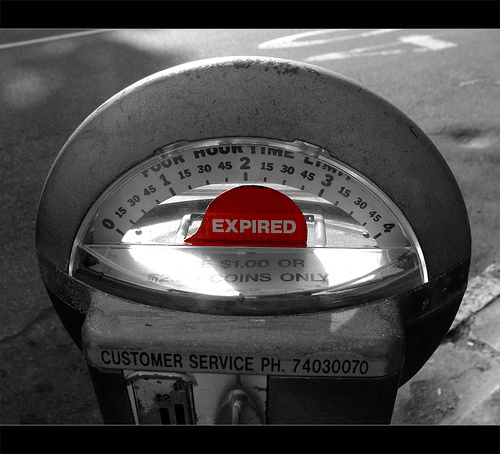 FOUR HOUR TIME LIMIT
0 15 30 45 1 15 30 45 2 15 30 45 3 15 30 45 4
EXPIRED
$1.00 OR
COINS ONLY
CUSTOMER SERVICE PH. 74030070